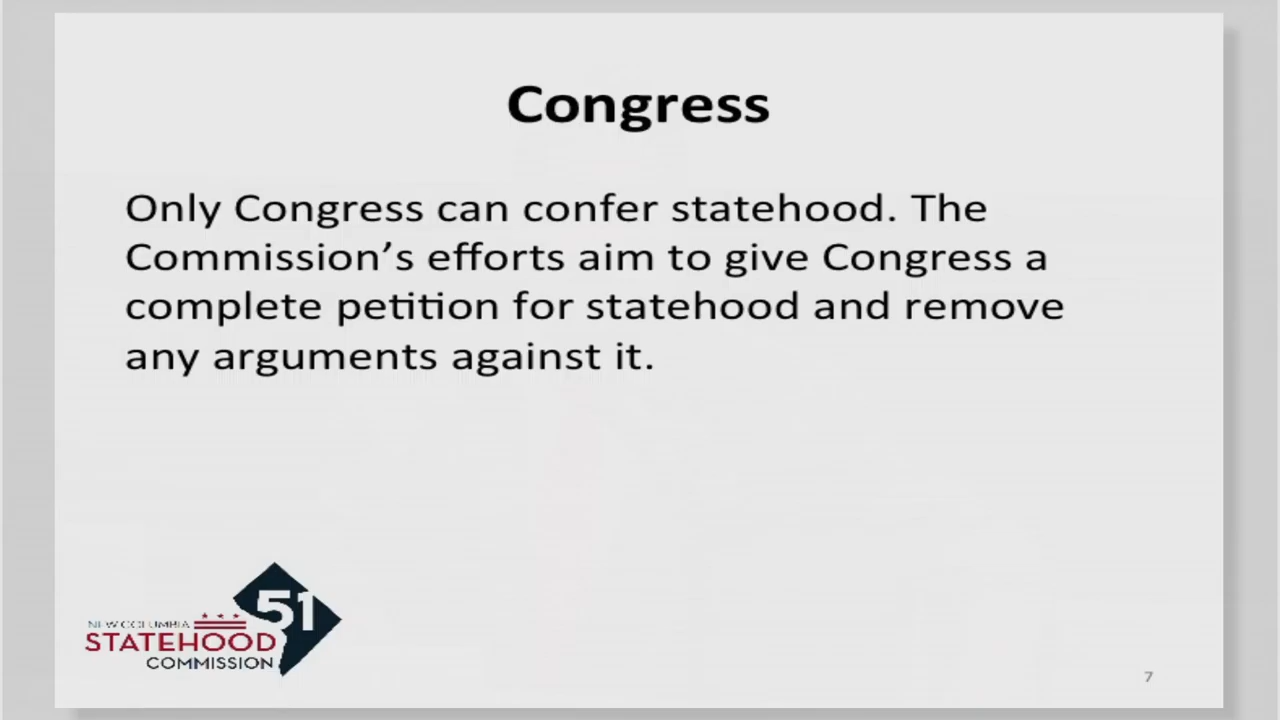 Congress
Only Congress can confer statehood. The
Commission’s efforts aim to give Congress a
complete petition for statehood and remove
any arguments against it.
51
NEW COLUMBIA
STATEHOOD
COMMISSION
7